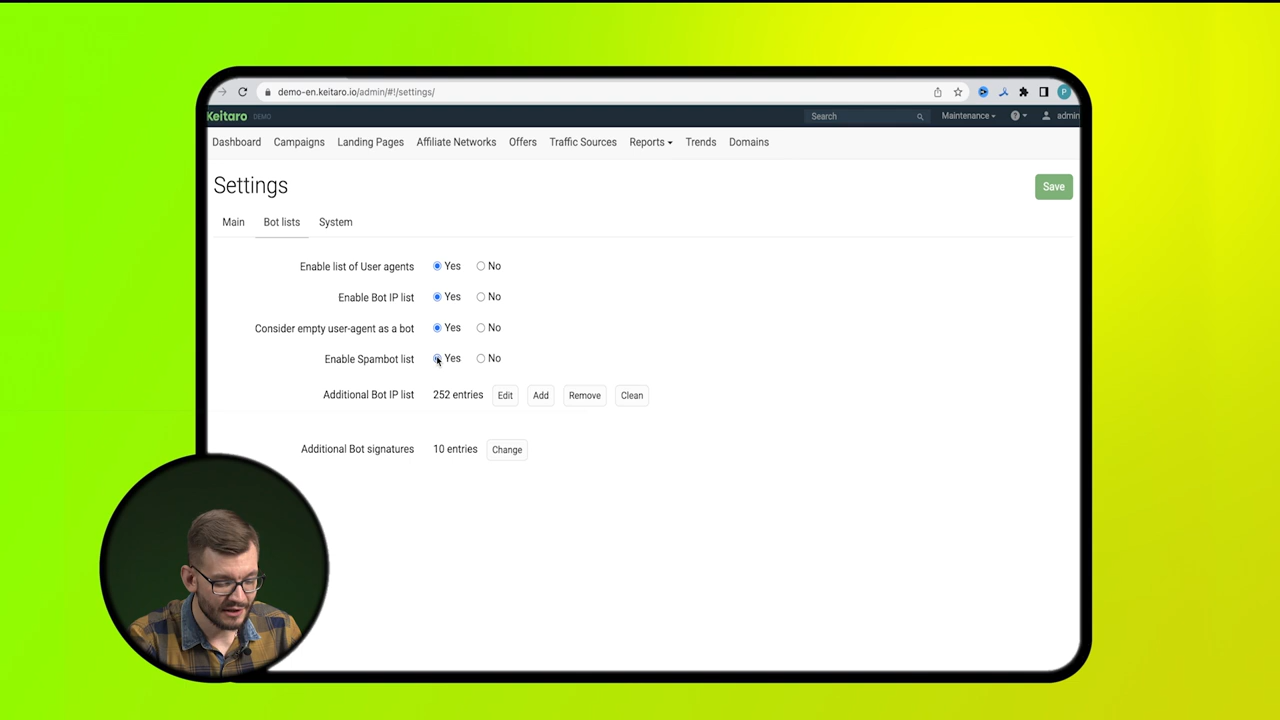 demo-en.keitaro.io/admin/#!/settings/
P
Keitaro DEMO Search Maintenance ? admin
Dashboard Campaigns Landing Pages Affiliate Networks Offers Traffic Sources Reports Trends Domains
Settings Save
Main Bot lists System
Enable list of User agents Yes No
Enable Bot IP list Yes No
Consider empty user-agent as a bot Yes No
Enable Spambot list Yes No
Additional Bot IP list 252 entries Edit Add Remove Clean
Additional Bot signatures 10 entries Change